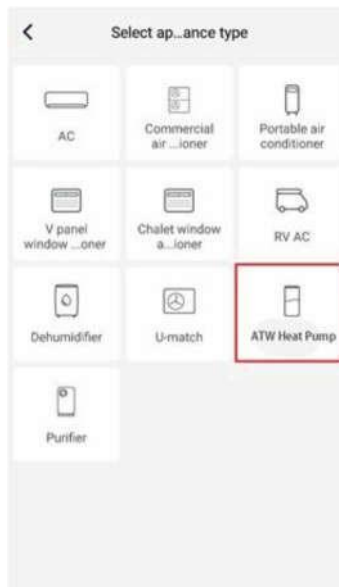 Select ap...ance type
AC
Commercial
air ...ioner
Portable air
conditioner
V panel
window ...oner
Chalet window
a...ioner
RV AC
Dehumidifier
U-match
ATW Heat Pump
Purifier